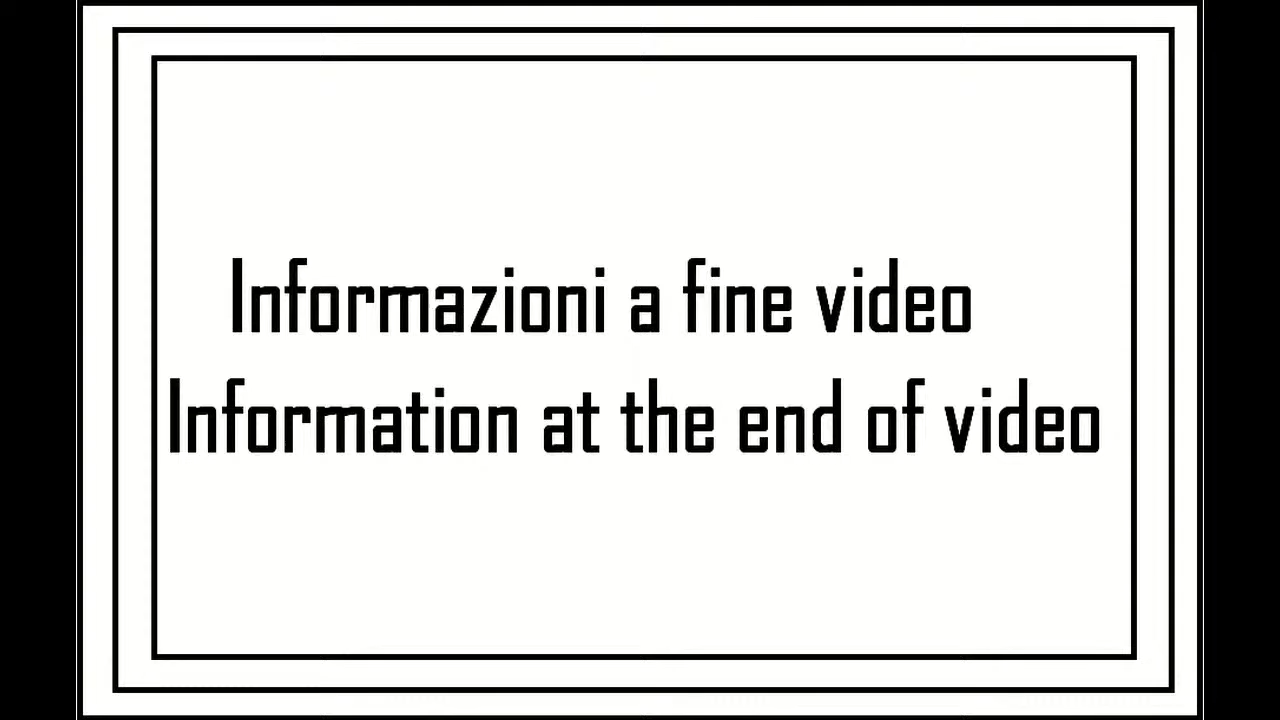 Informazioni a fine video
Information at the end of video